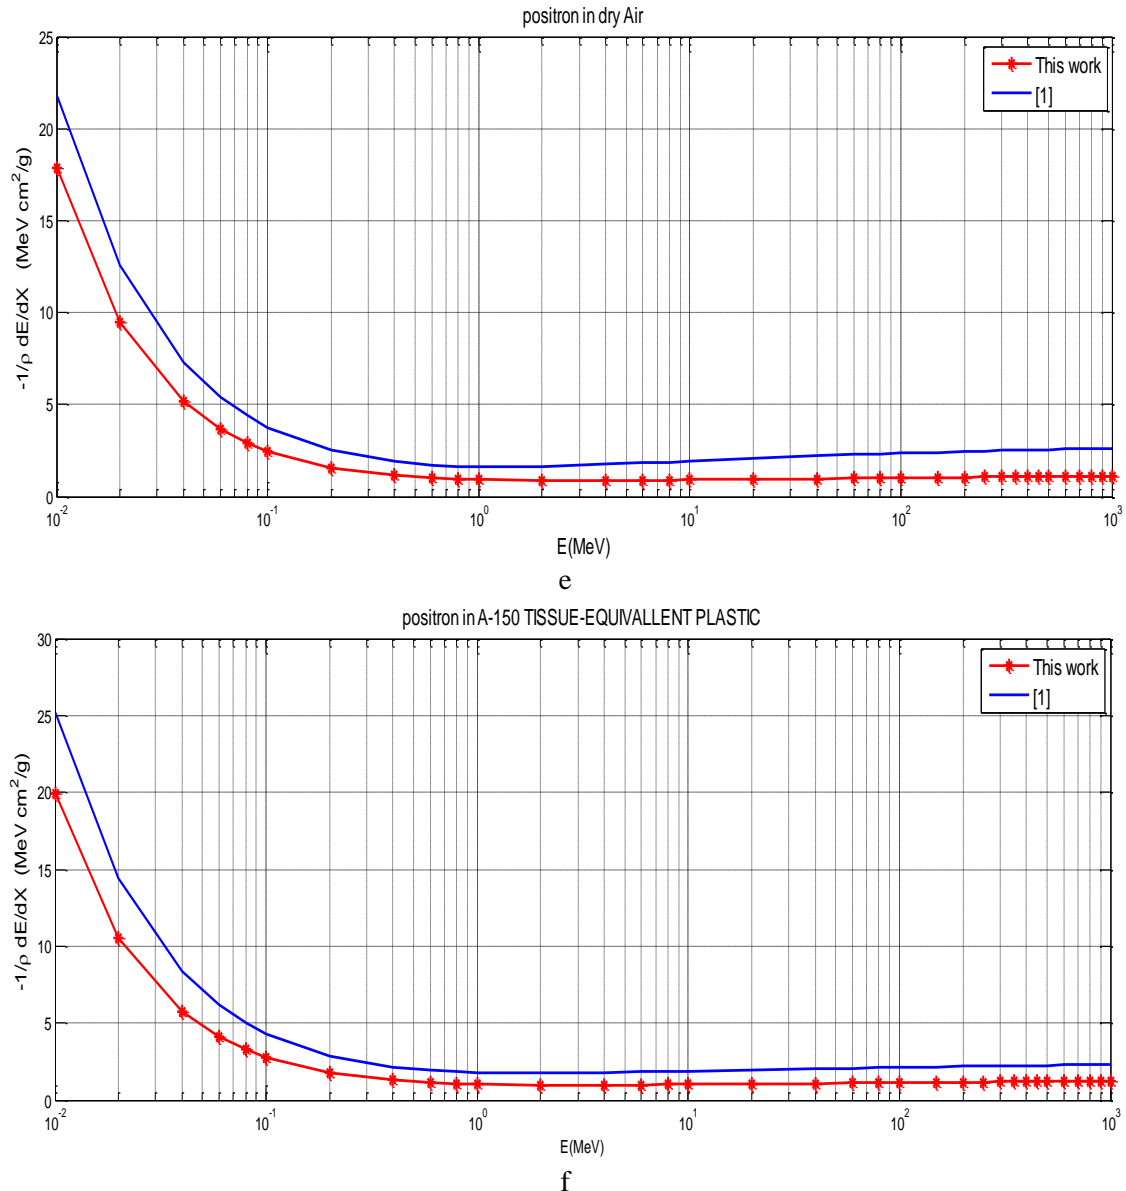 positron in dry Air
25
20
15
10
5
0
-1/ρ dE/dX (MeV cm²/g)
This work
[1]
10⁻² 10⁻¹ 10⁰ 10¹ 10² 10³
E(MeV)
e
positron in A-150 TISSUE-EQUIVALLENT PLASTIC
30
25
20
15
10
5
0
-1/ρ dE/dX (MeV cm²/g)
This work
[1]
10⁻² 10⁻¹ 10⁰ 10¹ 10² 10³
E(MeV)
f